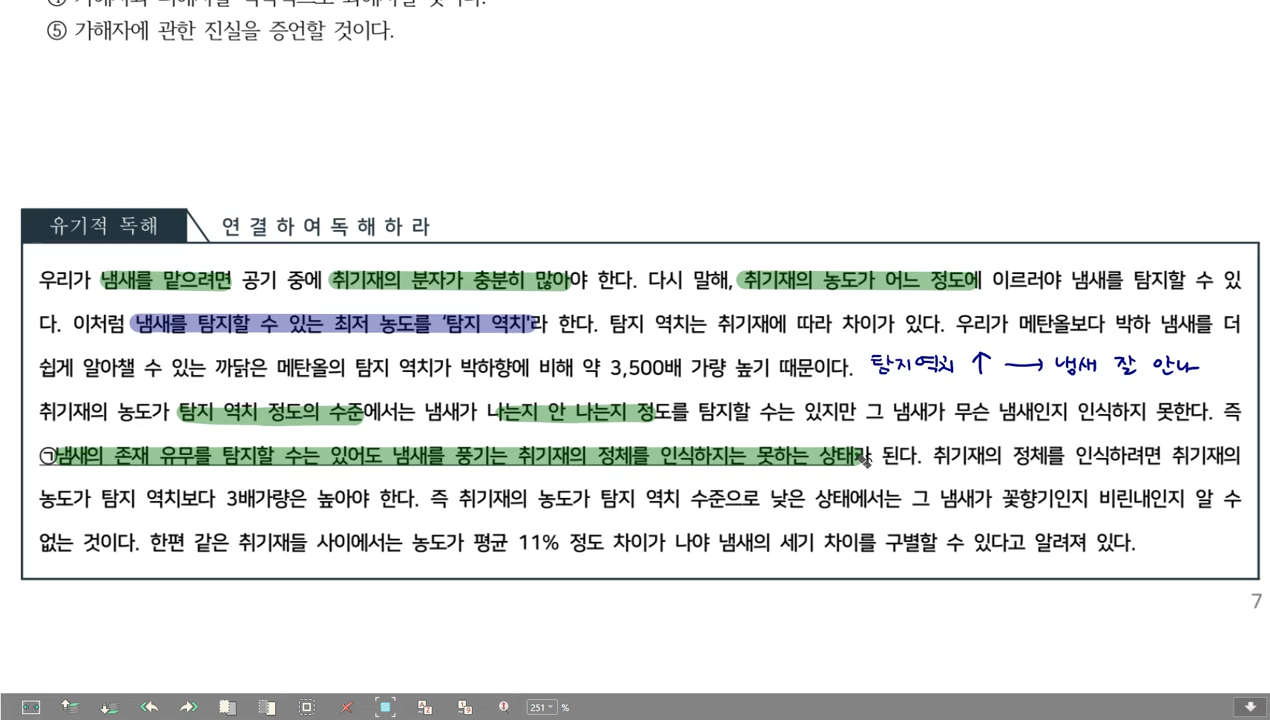 ⑤ 가해자에 관한 진실을 증언할 것이다.
유기적 독해 연결하여독해하라
우리가 냄새를 맡으려면 공기 중에 취기재의 분자가 충분히 많아야 한다. 다시 말해, 취기재의 농도가 어느 정도에 이르러야 냄새를 탐지할 수 있
다. 이처럼 냄새를 탐지할 수 있는 최저 농도를 '탐지 역치'라 한다. 탐지 역치는 취기재에 따라 차이가 있다. 우리가 메탄올보다 박하 냄새를 더
쉽게 알아챌 수 있는 까닭은 메탄올의 탐지 역치가 박하향에 비해 약 3,500배 가량 높기 때문이다. 탐지역치 ↑ → 냄새 잘 안나
취기재의 농도가 탐지 역치 정도의 수준에서는 냄새가 나는지 안 나는지 정도를 탐지할 수는 있지만 그 냄새가 무슨 냄새인지 인식하지 못한다. 즉
㉠냄새의 존재 유무를 탐지할 수는 있어도 냄새를 풍기는 취기재의 정체를 인식하지는 못하는 상태가 된다. 취기재의 정체를 인식하려면 취기재의
농도가 탐지 역치보다 3배가량은 높아야 한다. 즉 취기재의 농도가 탐지 역치 수준으로 낮은 상태에서는 그 냄새가 꽃향기인지 비린내인지 알 수
없는 것이다. 한편 같은 취기재들 사이에서는 농도가 평균 11% 정도 차이가 나야 냄새의 세기 차이를 구별할 수 있다고 알려져 있다.
7
251 %